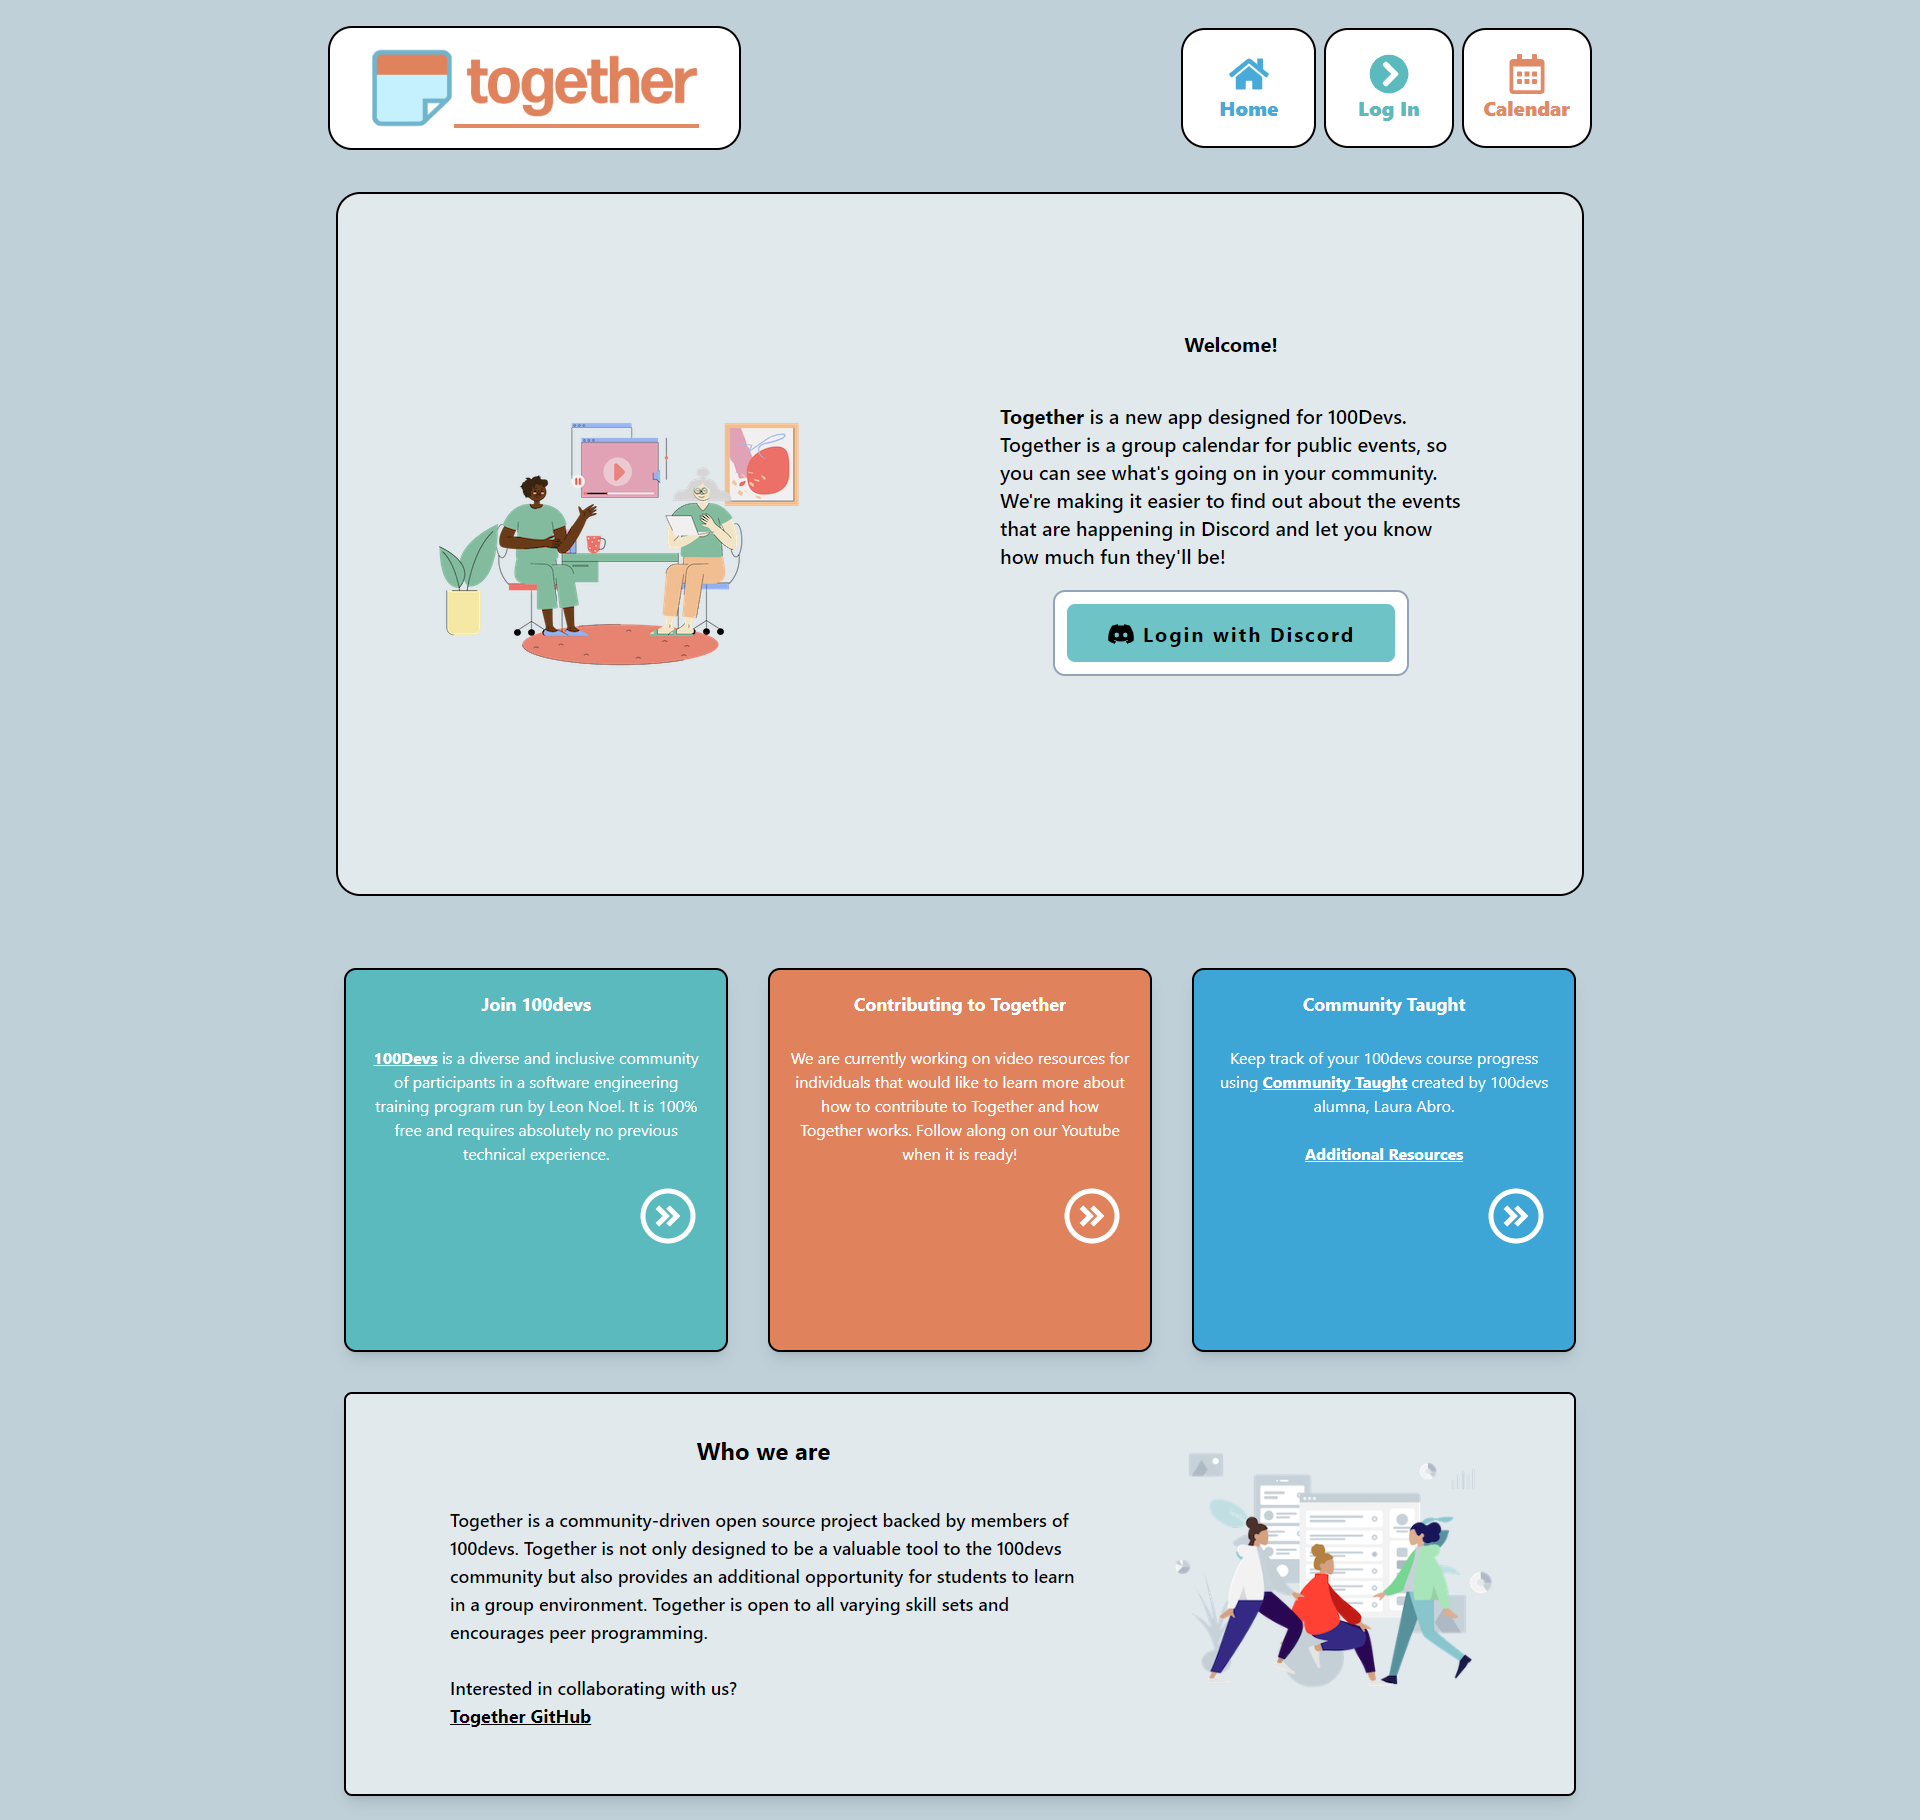 together
Home
Log In
Calendar
Welcome!
Together is a new app designed for 100Devs.
Together is a group calendar for public events, so
you can see what's going on in your community.
We're making it easier to find out about the events
that are happening in Discord and let you know
how much fun they'll be!
Login with Discord
Join 100devs
100Devs is a diverse and inclusive community
of participants in a software engineering
training program run by Leon Noel. It is 100%
free and requires absolutely no previous
technical experience.
Contributing to Together
We are currently working on video resources for
individuals that would like to learn more about
how to contribute to Together and how
Together works. Follow along on our Youtube
when it is ready!
Community Taught
Keep track of your 100devs course progress
using Community Taught created by 100devs
alumna, Laura Abro.
Additional Resources
Who we are
Together is a community-driven open source project backed by members of
100devs. Together is not only designed to be a valuable tool to the 100devs
community but also provides an additional opportunity for students to learn
in a group environment. Together is open to all varying skill sets and
encourages peer programming.
Interested in collaborating with us?
Together GitHub